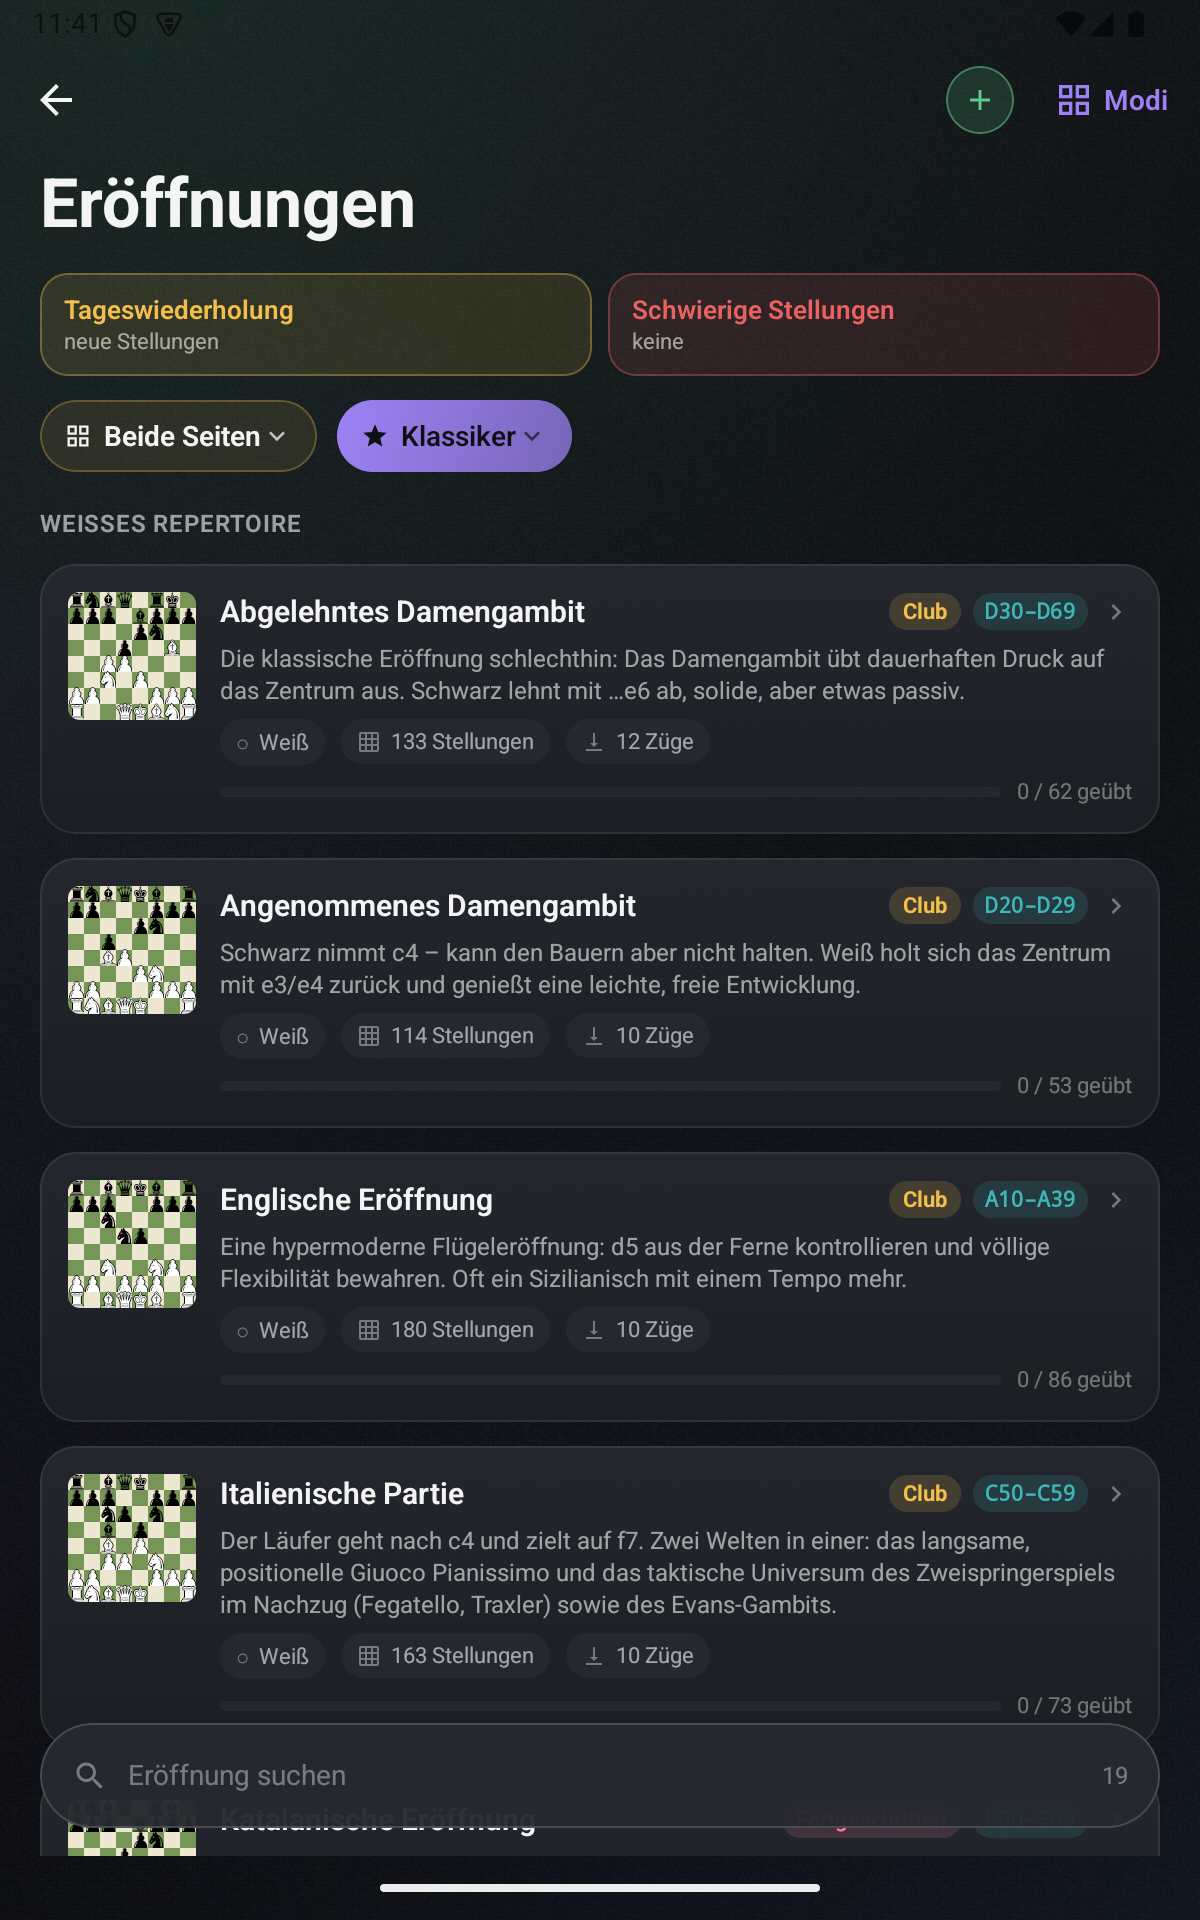 11:41
Modi
Eröffnungen
Tageswiederholung
neue Stellungen
Schwierige Stellungen
keine
Beide Seiten
Klassiker
WEISSES REPERTOIRE
Abgelehntes Damengambit
Club
D30–D69
Die klassische Eröffnung schlechthin: Das Damengambit übt dauerhaften Druck auf
das Zentrum aus. Schwarz lehnt mit …e6 ab, solide, aber etwas passiv.
Weiß
133 Stellungen
12 Züge
0 / 62 geübt
Angenommenes Damengambit
Club
D20–D29
Schwarz nimmt c4 – kann den Bauern aber nicht halten. Weiß holt sich das Zentrum
mit e3/e4 zurück und genießt eine leichte, freie Entwicklung.
Weiß
114 Stellungen
10 Züge
0 / 53 geübt
Englische Eröffnung
Club
A10–A39
Eine hypermoderne Flügeleröffnung: d5 aus der Ferne kontrollieren und völlige
Flexibilität bewahren. Oft ein Sizilianisch mit einem Tempo mehr.
Weiß
180 Stellungen
10 Züge
0 / 86 geübt
Italienische Partie
Club
C50–C59
Der Läufer geht nach c4 und zielt auf f7. Zwei Welten in einer: das langsame,
positionelle Giuoco Pianissimo und das taktische Universum des Zweispringerspiels
im Nachzug (Fegatello, Traxler) sowie des Evans-Gambits.
Weiß
163 Stellungen
10 Züge
0 / 73 geübt
Eröffnung suchen
19
Katalanische Eröffnung
Fortgeschritten
E00–E09